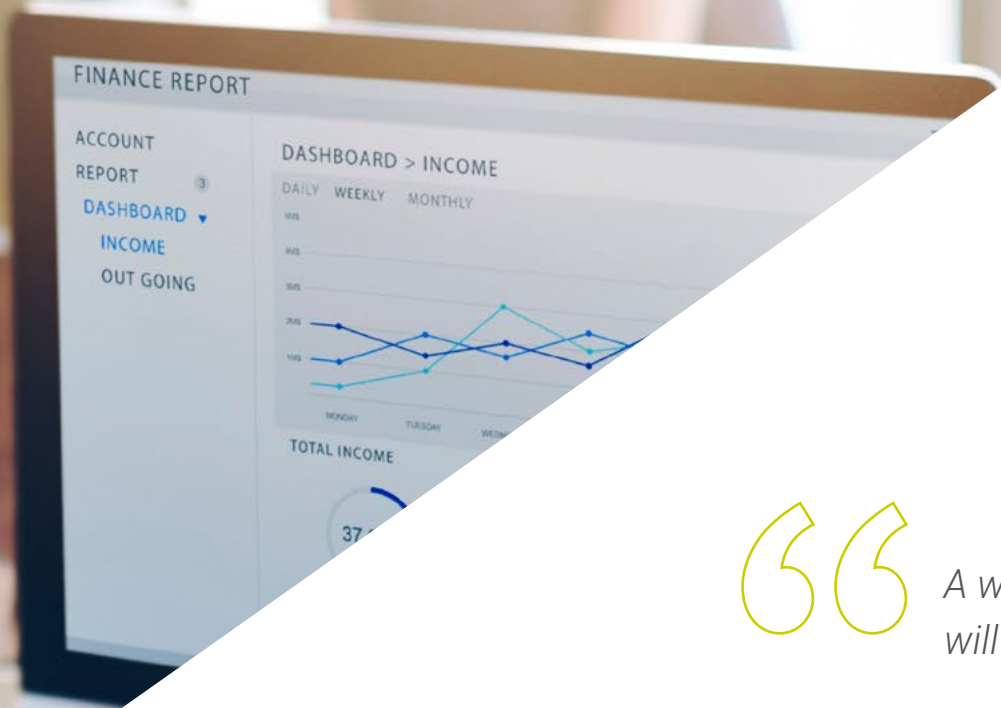 FINANCE REPORT
ACCOUNT
REPORT 3
DASHBOARD ▾
INCOME
OUT GOING
DASHBOARD > INCOME
DAILY WEEKLY MONTHLY
MONDAY TUESDAY
TOTAL INCOME
37
A
will